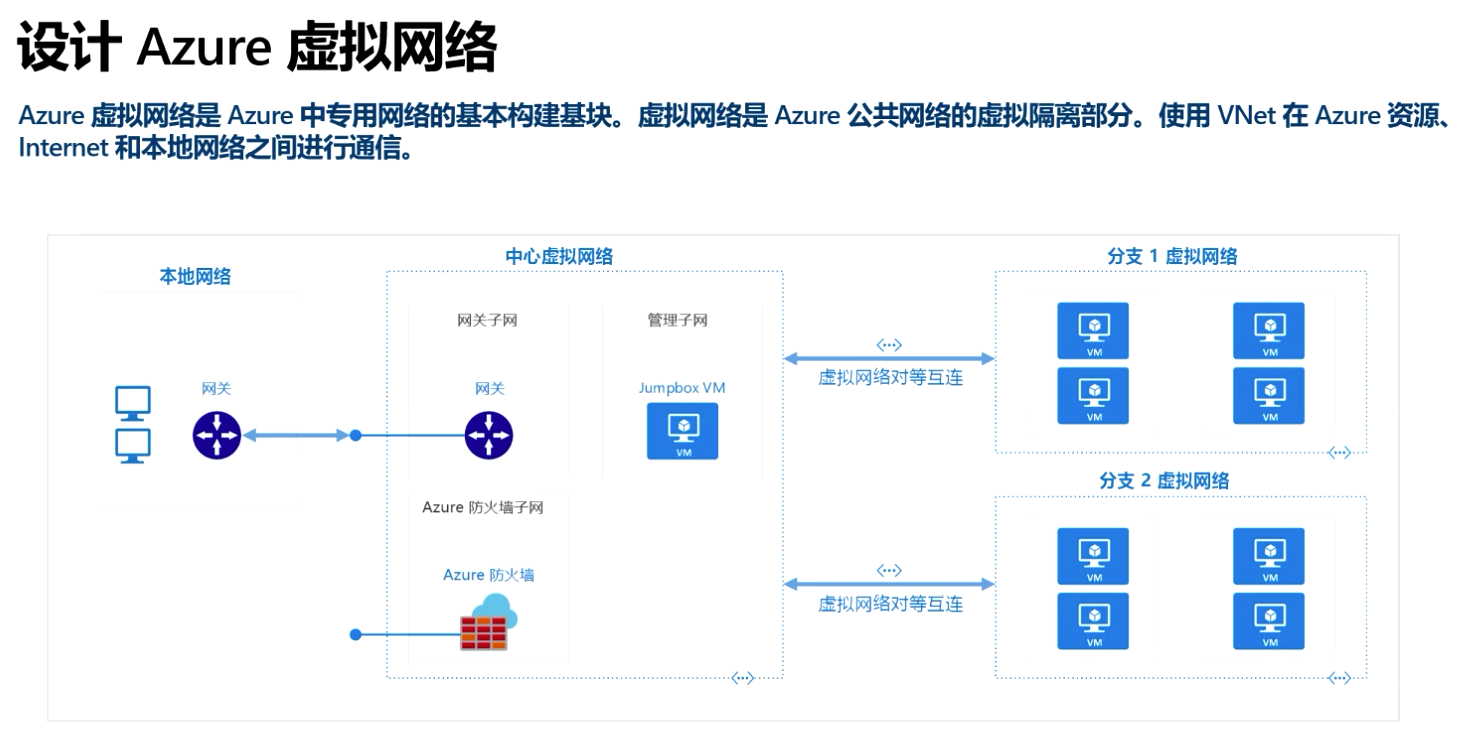 设计 Azure 虚拟网络
Azure 虚拟网络是 Azure 中专用网络的基本构建基块。虚拟网络是 Azure 公共网络的虚拟隔离部分。使用 VNet 在 Azure 资源、
Internet 和本地网络之间进行通信。
本地网络
网关
中心虚拟网络
网关子网
网关
管理子网
Jumpbox VM
VM
Azure 防火墙子网
Azure 防火墙
虚拟网络对等互连
虚拟网络对等互连
分支 1 虚拟网络
VM
VM
VM
VM
分支 2 虚拟网络
VM
VM
VM
VM